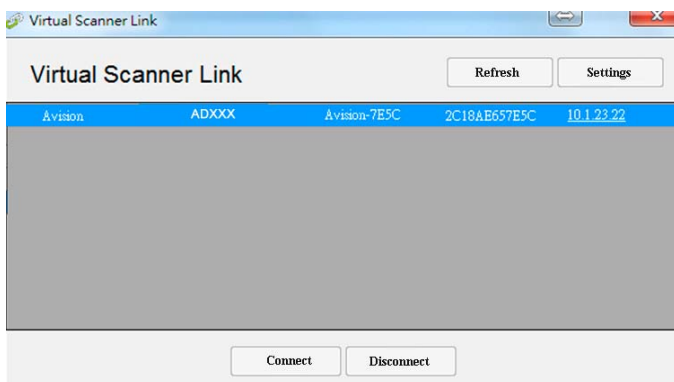 Virtual Scanner Link
Virtual Scanner Link Refresh Settings
Avision ADXXX Avision-7E5C 2C18AE657E5C 10.1.23.22
Connect Disconnect